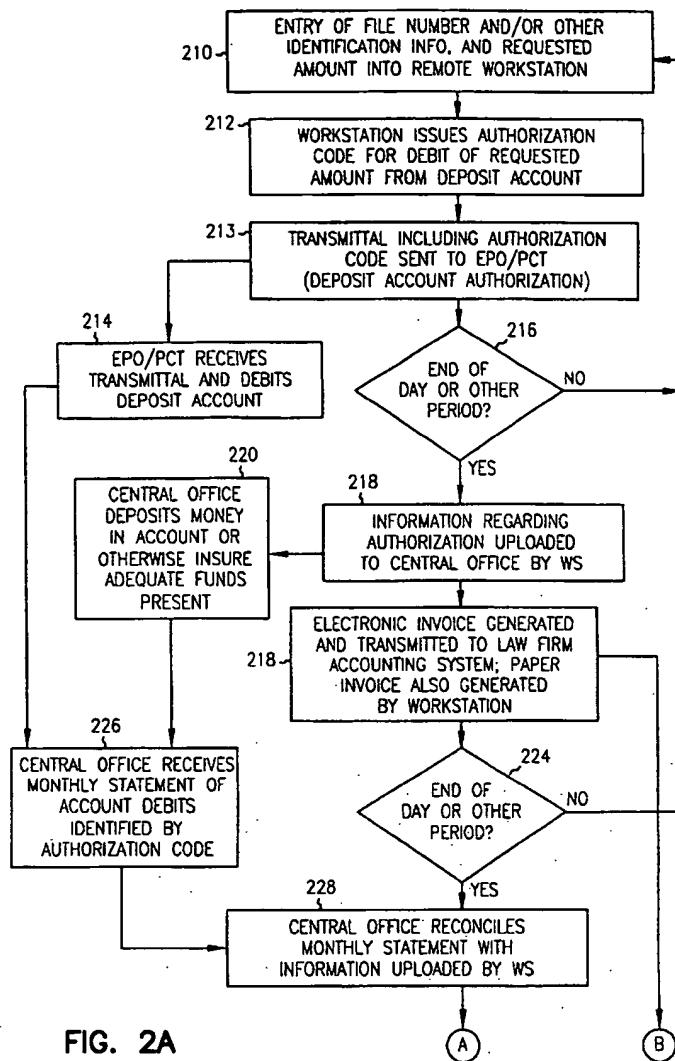 ENTRY OF FILE NUMBER AND/OR OTHER
IDENTIFICATION INFO, AND REQUESTED
AMOUNT INTO REMOTE WORKSTATION
210
212
WORKSTATION ISSUES AUTHORIZATION
CODE FOR DEBIT OF REQUESTED
AMOUNT FROM DEPOSIT ACCOUNT
213
TRANSMITTAL INCLUDING AUTHORIZATION
CODE SENT TO EPO/PCT
(DEPOSIT ACCOUNT AUTHORIZATION)
214
EPO/PCT RECEIVES
TRANSMITTAL AND DEBITS
DEPOSIT ACCOUNT
216
END OF
DAY OR OTHER
PERIOD?
NO
YES
220
CENTRAL OFFICE
DEPOSITS MONEY
IN ACCOUNT OR
OTHERWISE INSURE
ADEQUATE FUNDS
PRESENT
218
INFORMATION REGARDING
AUTHORIZATION UPLOADED
TO CENTRAL OFFICE BY WS
218
ELECTRONIC INVOICE GENERATED
AND TRANSMITTED TO LAW FIRM
ACCOUNTING SYSTEM; PAPER
INVOICE ALSO GENERATED
BY WORKSTATION
226
CENTRAL OFFICE RECEIVES
MONTHLY STATEMENT OF
ACCOUNT DEBITS
IDENTIFIED BY
AUTHORIZATION CODE
224
END OF
DAY OR OTHER
PERIOD?
NO
YES
228
CENTRAL OFFICE RECONCILES
MONTHLY STATEMENT WITH
INFORMATION UPLOADED BY WS
A
B
FIG. 2A